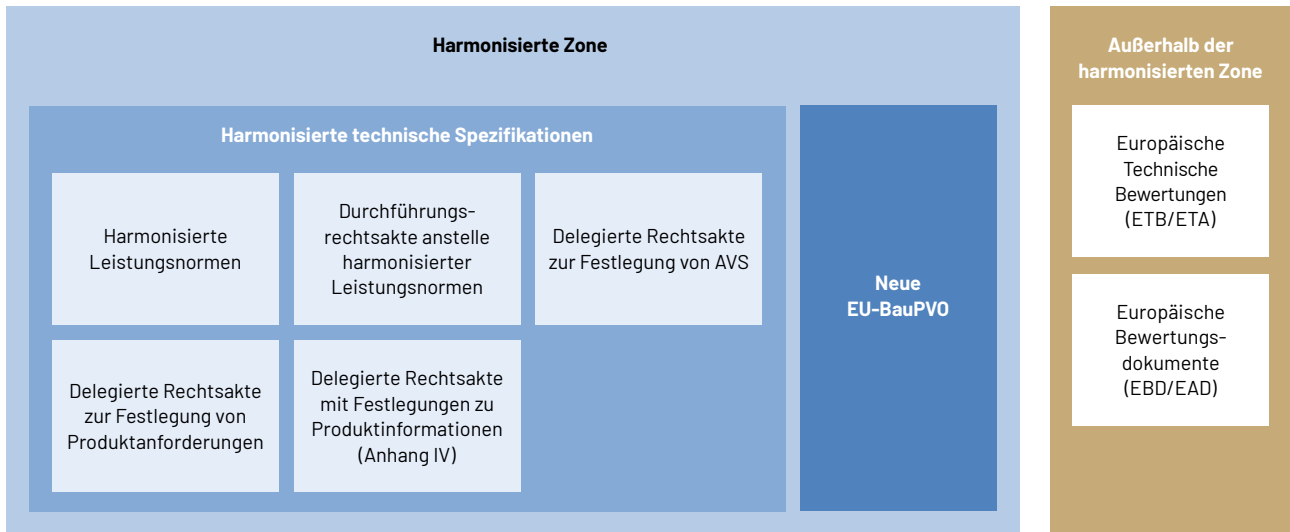 Harmonisierte Zone
Harmonisierte technische Spezifikationen
Harmonisierte
Leistungsnormen
Durchführungs-
rechtsakte anstelle
harmonisierter
Leistungsnormen
Delegierte Rechtsakte
zur Festlegung von AVS
Delegierte Rechtsakte
zur Festlegung von
Produktanforderungen
Delegierte Rechtsakte
mit Festlegungen zu
Produktinformationen
(Anhang IV)
Neue
EU-BauPVO
Außerhalb der
harmonisierten Zone
Europäische
Technische
Bewertungen
(ETB/ETA)
Europäische
Bewertungs-
dokumente
(EBD/EAD)